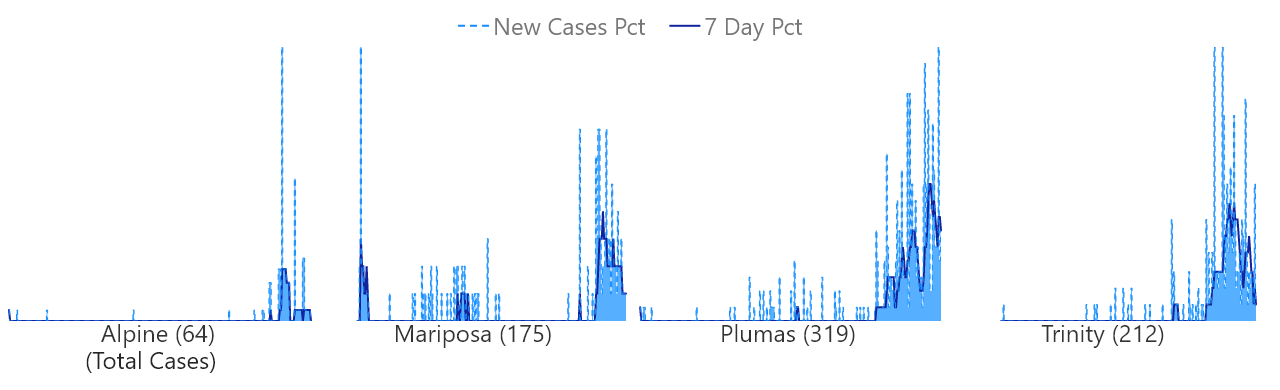 New Cases Pct 7 Day Pct
Alpine (64) Mariposa (175) Plumas (319) Trinity (212)
(Total Cases)